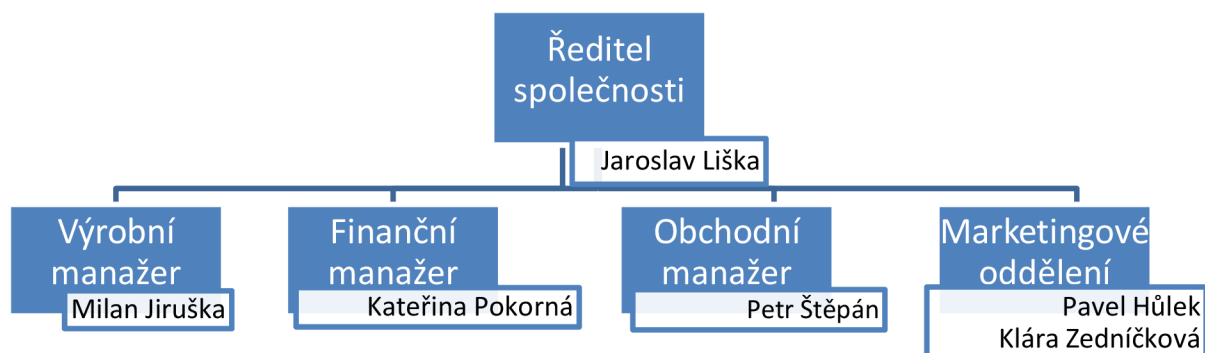 Ředitel
společnosti
Jaroslav Liška
Výrobní
manažer
Milan Jiruška
Finanční
manažer
Kateřina Pokorná
Obchodní
manažer
Petr Štěpán
Marketingové
oddělení
Pavel Hůlek
Klára Zedníčková